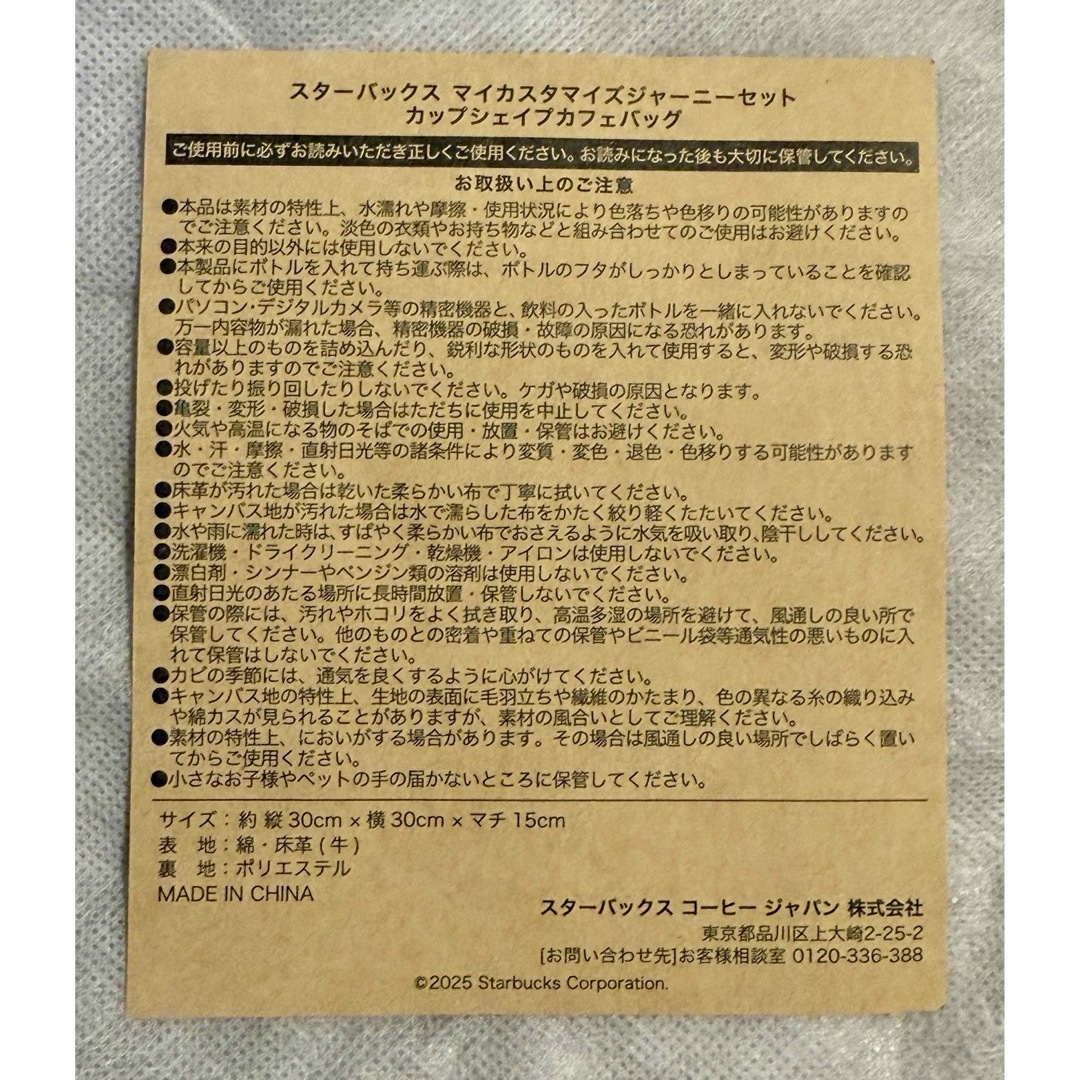 スターバックス マイカスタマイズジャーニーセット
カップシェイプカフェバッグ
ご使用前に必ずお読みいただき正しくご使用ください。お読みになった後も大切に保管してください。
お取扱い上のご注意
●本品は素材の特性上、水濡れや摩擦・使用状況により色落ちや色移りの可能性がありますの
でご注意ください。淡色の衣類やお持ち物などと組み合わせてのご使用はお避けください。
●本来の目的以外には使用しないでください。
●本製品にボトルを入れて持ち運ぶ際は、ボトルのフタがしっかりとしまっていることを確認
してからご使用ください。
●パソコン・デジタルカメラ等の精密機器と、飲料の入ったボトルを一緒に入れないでください。
万一内容物が漏れた場合、精密機器の破損・故障の原因になる恐れがあります。
●容量以上のものを詰め込んだり、鋭利な形状のものを入れて使用すると、変形や破損する恐
れがありますのでご注意ください。
●投げたり振り回したりしないでください。ケガや破損の原因となります。
●亀裂・変形・破損した場合はただちに使用を中止してください。
●火気や高温になる物のそばでの使用・放置・保管はお避けください。
●水・汗・摩擦・直射日光等の諸条件により変質・変色・退色・色移りする可能性があります
のでご注意ください。
●床革が汚れた場合は乾いた柔らかい布で丁寧に拭いてください。
●キャンバス地が汚れた場合は水で濡らした布をかたく絞り軽くたたいてください。
●水や雨に濡れた時は、すばやく柔らかい布でおさえるように水気を吸い取り、陰干ししてください。
●洗濯機・ドライクリーニング・乾燥機・アイロンは使用しないでください。
●漂白剤・シンナーやベンジン類の溶剤は使用しないでください。
●直射日光のあたる場所に長時間放置・保管しないでください。
●保管の際には、汚れやホコリをよく拭き取り、高温多湿の場所を避けて、風通しの良い所で
保管してください。他のものとの密着や重ねての保管やビニール袋等通気性の悪いものに入
れて保管はしないでください。
●カビの季節には、通気を良くするように心がけてください。
●キャンバス地の特性上、生地の表面に毛羽立ちや繊維のかたまり、色の異なる糸の織り込み
や綿カスが見られることがありますが、素材の風合いとしてご理解ください。
●素材の特性上、においがする場合があります。その場合は風通しの良い場所でしばらく置い
てからご使用ください。
●小さなお子様やペットの手の届かないところに保管してください。
サイズ：約 縦30cm × 横30cm × マチ15cm
表　地：綿・床革(牛)
裏　地：ポリエステル
MADE IN CHINA
スターバックス コーヒー ジャパン 株式会社
東京都品川区上大崎2-25-2
[お問い合わせ先]お客様相談室 0120-336-388
©2025 Starbucks Corporation.